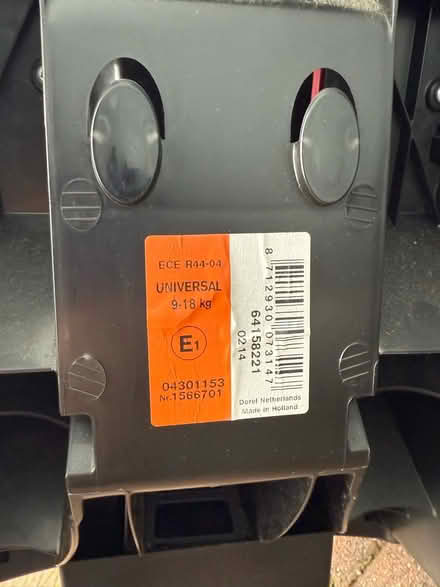 ECE R44-04
UNIVERSAL
9-18 kg
E1
04301153
Nr.1566701
8 712930 073147
64158221
0214
Dorel Netherlands
Made in Holland